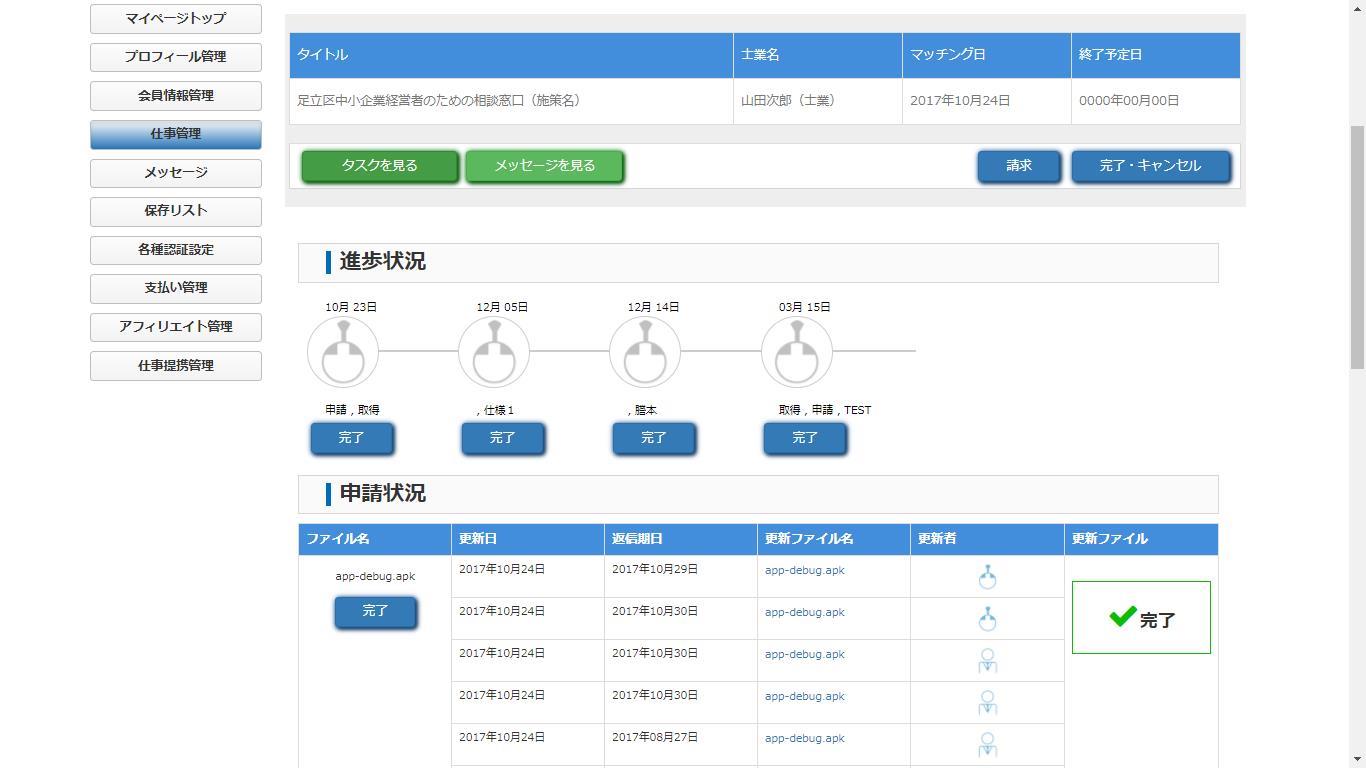 マイページトップ
プロフィール管理
会員情報管理
仕事管理
メッセージ
保存リスト
各種認証設定
支払い管理
アフィリエイト管理
仕事提携管理
タイトル 士業名 マッチング日 終了予定日
足立区中小企業経営者のための相談窓口（施策名） 山田次郎（士業） 2017年10月24日 0000年00月00日
タスクを見る メッセージを見る 請求 完了・キャンセル
進歩状況
10月 23日 12月 05日 12月 14日 03月 15日
申請 , 取得 , 仕様１ , 謄本 取得 , 申請 , TEST
完了 完了 完了 完了
申請状況
ファイル名 更新日 返信期日 更新ファイル名 更新者 更新ファイル
app-debug.apk
完了
2017年10月24日 2017年10月29日 app-debug.apk
2017年10月24日 2017年10月30日 app-debug.apk
2017年10月24日 2017年10月30日 app-debug.apk
2017年10月24日 2017年10月30日 app-debug.apk
2017年10月24日 2017年08月27日 app-debug.apk
完了